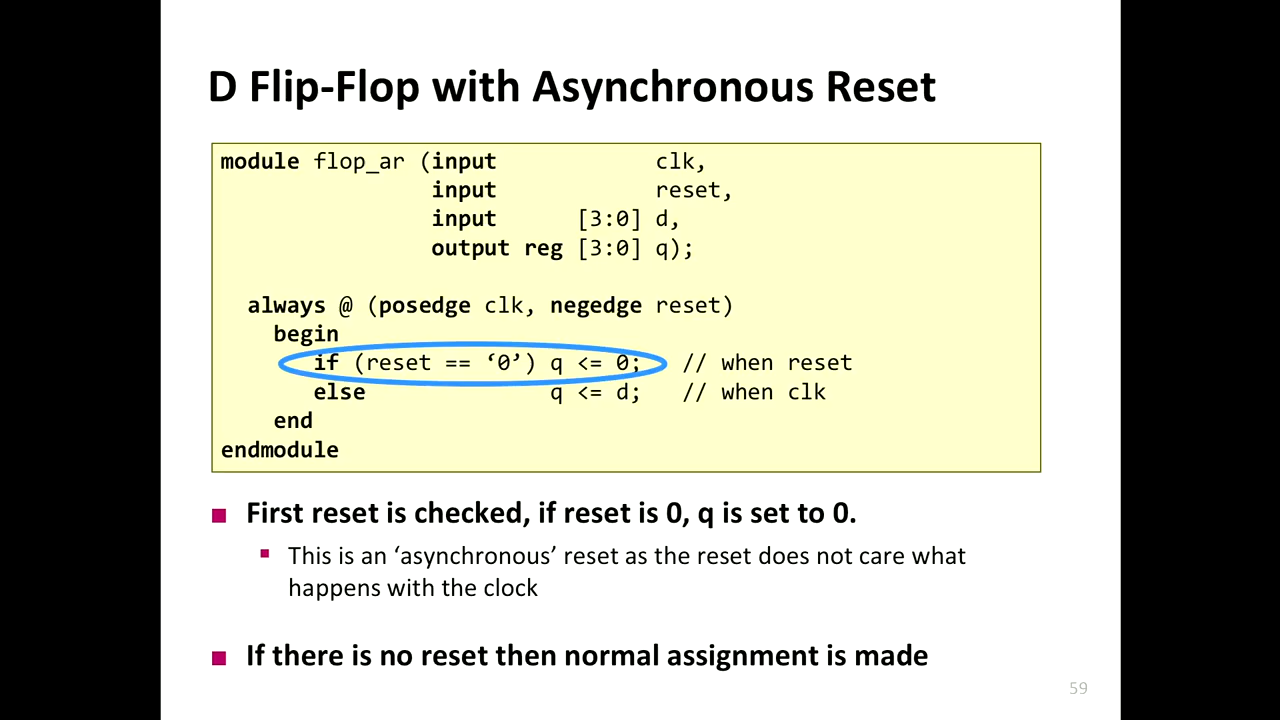 D Flip-Flop with Asynchronous Reset
module flop_ar (input            clk,
                input            reset,
                input      [3:0] d,
                output reg [3:0] q);
  always @ (posedge clk, negedge reset)
    begin
       if (reset == ‘0’) q <= 0;   // when reset
       else              q <= d;   // when clk
    end
endmodule
First reset is checked, if reset is 0, q is set to 0.
This is an ‘asynchronous’ reset as the reset does not care what
happens with the clock
If there is no reset then normal assignment is made
59